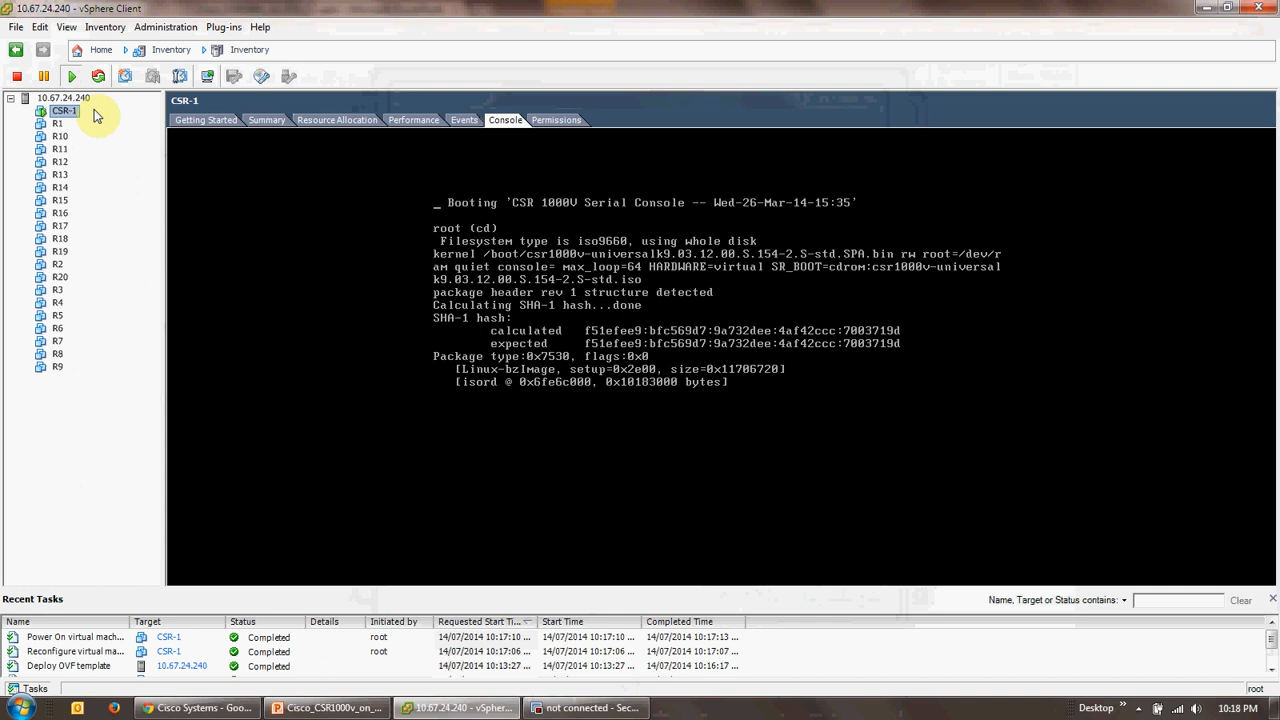 10.67.24.240 - vSphere Client
File Edit View Inventory Administration Plug-ins Help
Home Inventory Inventory
10.67.24.240
CSR-1
R1
R10
R11
R12
R13
R14
R15
R16
R17
R18
R19
R2
R20
R3
R4
R5
R6
R7
R8
R9
CSR-1
Getting Started Summary Resource Allocation Performance Events Console Permissions
_ Booting 'CSR 1000V Serial Console -- Wed-26-Mar-14-15:35'
root (cd)
Filesystem type is iso9660, using whole disk
kernel /boot/csr1000v-universalk9.03.12.00.S.154-2.S-std.SPA.bin rw root=/dev/r
am quiet console= max_loop=64 HARDWARE=virtual SR_BOOT=cdrom:csr1000v-universal
k9.03.12.00.S.154-2.S-std.iso
package header rev 1 structure detected
Calculating SHA-1 hash...done
SHA-1 hash:
calculated f51efee9:bfc569d7:9a732dee:4af42ccc:7003719d
expected f51efee9:bfc569d7:9a732dee:4af42ccc:7003719d
Package type:0x7530, flags:0x0
[Linux-bzImage, setup=0x2e00, size=0x11706720]
[isord @ 0x6fe6c000, 0x10183000 bytes]
Recent Tasks Name, Target or Status contains: Clear
Name Target Status Details Initiated by Requested Start Ti... Start Time Completed Time
Power On virtual mach... CSR-1 Completed root 14/07/2014 10:17:10 ... 14/07/2014 10:17:10 ... 14/07/2014 10:17:13 ...
Reconfigure virtual ma... CSR-1 Completed root 14/07/2014 10:17:06 ... 14/07/2014 10:17:06 ... 14/07/2014 10:17:07 ...
Deploy OVF template 10.67.24.240 Completed 14/07/2014 10:13:27 ... 14/07/2014 10:13:27 ... 14/07/2014 10:16:17 ...
Tasks root
Cisco Systems - Goo... Cisco_CSR1000v_on_... 10.67.24.240 - vSpher... not connected - Sec... Desktop » 10:18 PM